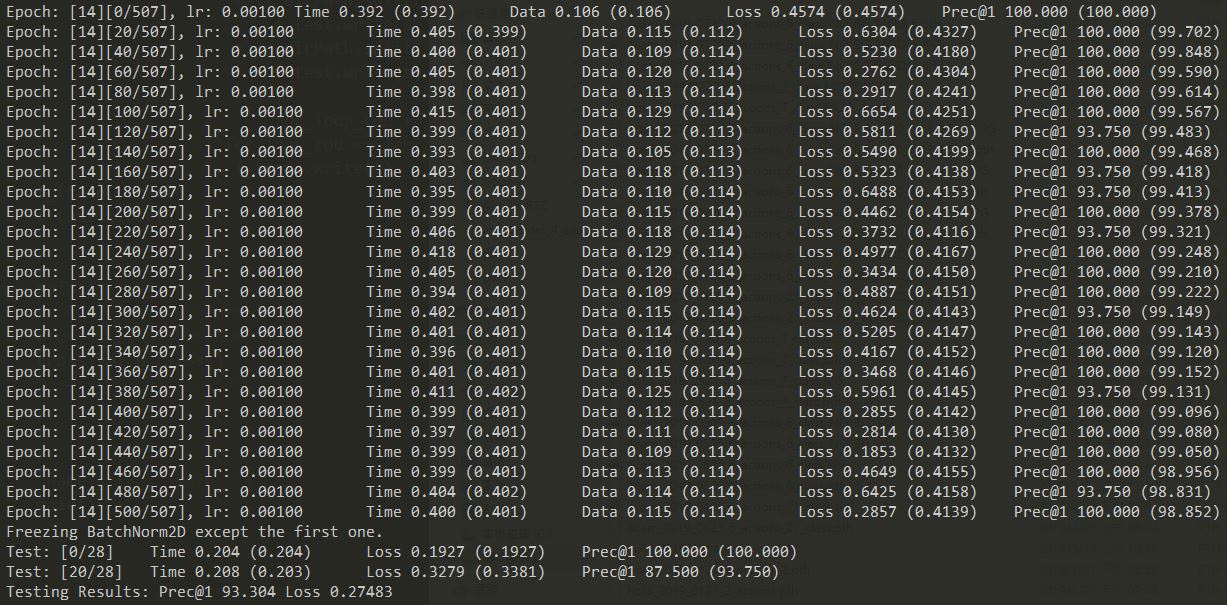 Epoch: [14][0/507], lr: 0.00100 Time 0.392 (0.392) Data 0.106 (0.106) Loss 0.4574 (0.4574) Prec@1 100.000 (100.000)
Epoch: [14][20/507], lr: 0.00100 Time 0.405 (0.399) Data 0.115 (0.112) Loss 0.6304 (0.4327) Prec@1 100.000 (99.702)
Epoch: [14][40/507], lr: 0.00100 Time 0.400 (0.401) Data 0.109 (0.114) Loss 0.5230 (0.4180) Prec@1 100.000 (99.848)
Epoch: [14][60/507], lr: 0.00100 Time 0.405 (0.401) Data 0.120 (0.114) Loss 0.2762 (0.4304) Prec@1 100.000 (99.590)
Epoch: [14][80/507], lr: 0.00100 Time 0.398 (0.401) Data 0.113 (0.114) Loss 0.2917 (0.4241) Prec@1 100.000 (99.614)
Epoch: [14][100/507], lr: 0.00100 Time 0.415 (0.401) Data 0.129 (0.114) Loss 0.6654 (0.4251) Prec@1 100.000 (99.567)
Epoch: [14][120/507], lr: 0.00100 Time 0.399 (0.401) Data 0.112 (0.113) Loss 0.5811 (0.4269) Prec@1 93.750 (99.483)
Epoch: [14][140/507], lr: 0.00100 Time 0.393 (0.401) Data 0.105 (0.113) Loss 0.5490 (0.4199) Prec@1 100.000 (99.468)
Epoch: [14][160/507], lr: 0.00100 Time 0.403 (0.401) Data 0.118 (0.113) Loss 0.5323 (0.4138) Prec@1 93.750 (99.418)
Epoch: [14][180/507], lr: 0.00100 Time 0.395 (0.401) Data 0.110 (0.114) Loss 0.6488 (0.4153) Prec@1 93.750 (99.413)
Epoch: [14][200/507], lr: 0.00100 Time 0.399 (0.401) Data 0.115 (0.114) Loss 0.4462 (0.4154) Prec@1 100.000 (99.378)
Epoch: [14][220/507], lr: 0.00100 Time 0.406 (0.401) Data 0.118 (0.114) Loss 0.3732 (0.4116) Prec@1 93.750 (99.321)
Epoch: [14][240/507], lr: 0.00100 Time 0.418 (0.401) Data 0.129 (0.114) Loss 0.4977 (0.4167) Prec@1 100.000 (99.248)
Epoch: [14][260/507], lr: 0.00100 Time 0.405 (0.401) Data 0.120 (0.114) Loss 0.3434 (0.4150) Prec@1 100.000 (99.210)
Epoch: [14][280/507], lr: 0.00100 Time 0.394 (0.401) Data 0.109 (0.114) Loss 0.4887 (0.4151) Prec@1 100.000 (99.222)
Epoch: [14][300/507], lr: 0.00100 Time 0.402 (0.401) Data 0.115 (0.114) Loss 0.4624 (0.4143) Prec@1 93.750 (99.149)
Epoch: [14][320/507], lr: 0.00100 Time 0.401 (0.401) Data 0.114 (0.114) Loss 0.5205 (0.4147) Prec@1 100.000 (99.143)
Epoch: [14][340/507], lr: 0.00100 Time 0.396 (0.401) Data 0.110 (0.114) Loss 0.4167 (0.4152) Prec@1 100.000 (99.120)
Epoch: [14][360/507], lr: 0.00100 Time 0.401 (0.401) Data 0.115 (0.114) Loss 0.3468 (0.4146) Prec@1 100.000 (99.152)
Epoch: [14][380/507], lr: 0.00100 Time 0.411 (0.402) Data 0.125 (0.114) Loss 0.5961 (0.4145) Prec@1 93.750 (99.131)
Epoch: [14][400/507], lr: 0.00100 Time 0.399 (0.401) Data 0.112 (0.114) Loss 0.2855 (0.4142) Prec@1 100.000 (99.096)
Epoch: [14][420/507], lr: 0.00100 Time 0.397 (0.401) Data 0.111 (0.114) Loss 0.2814 (0.4130) Prec@1 100.000 (99.080)
Epoch: [14][440/507], lr: 0.00100 Time 0.399 (0.401) Data 0.109 (0.114) Loss 0.1853 (0.4132) Prec@1 100.000 (99.050)
Epoch: [14][460/507], lr: 0.00100 Time 0.399 (0.401) Data 0.113 (0.114) Loss 0.4649 (0.4155) Prec@1 100.000 (98.956)
Epoch: [14][480/507], lr: 0.00100 Time 0.404 (0.402) Data 0.114 (0.114) Loss 0.6425 (0.4158) Prec@1 93.750 (98.831)
Epoch: [14][500/507], lr: 0.00100 Time 0.400 (0.401) Data 0.115 (0.114) Loss 0.2857 (0.4139) Prec@1 100.000 (98.852)
Freezing BatchNorm2D except the first one.
Test: [0/28] Time 0.204 (0.204) Loss 0.1927 (0.1927) Prec@1 100.000 (100.000)
Test: [20/28] Time 0.208 (0.203) Loss 0.3279 (0.3381) Prec@1 87.500 (93.750)
Testing Results: Prec@1 93.304 Loss 0.27483